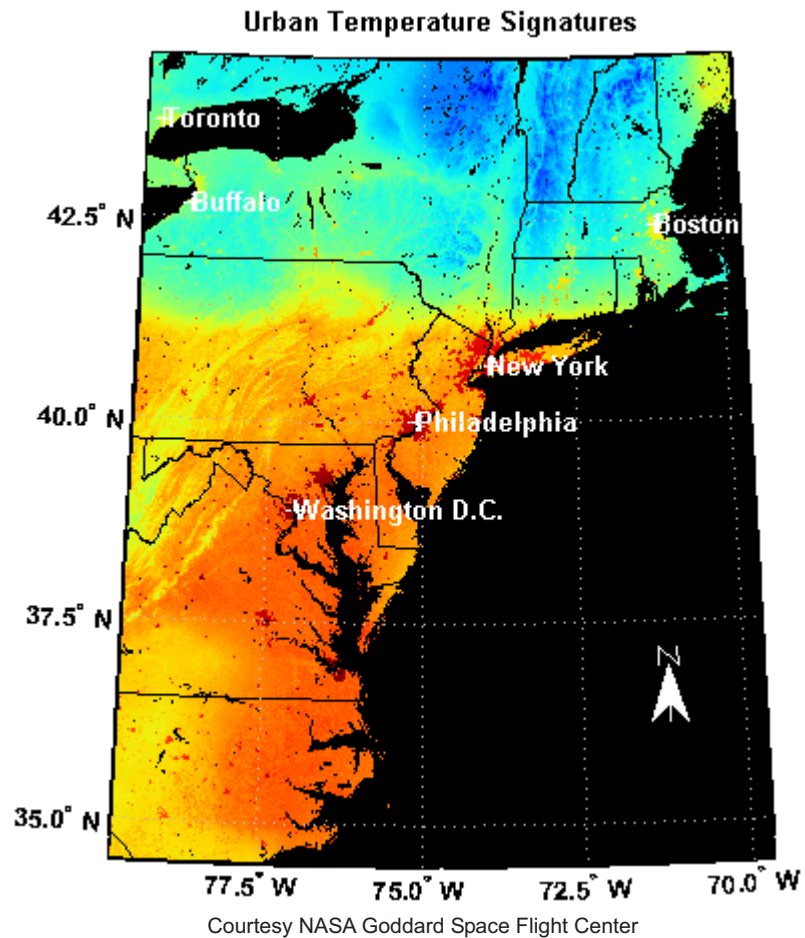 Urban Temperature Signatures
Toronto
Buffalo
42.5° N
Boston
New York
40.0° N
Philadelphia
Washington D.C.
37.5° N
N
35.0° N
77.5° W
75.0° W
72.5° W
70.0° W
Courtesy NASA Goddard Space Flight Center